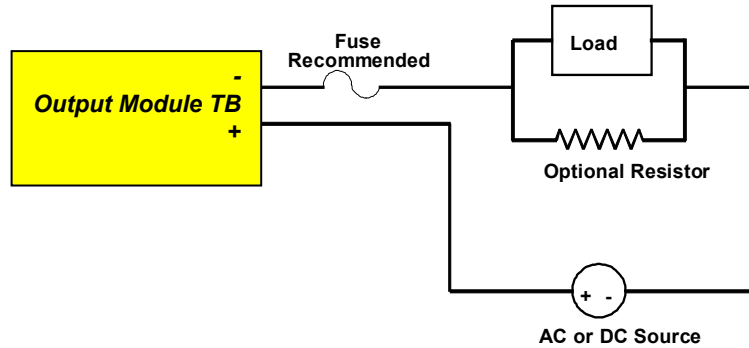 Fuse
Recommended
Load
-
Output Module TB
+
Optional Resistor
+ -
AC or DC Source